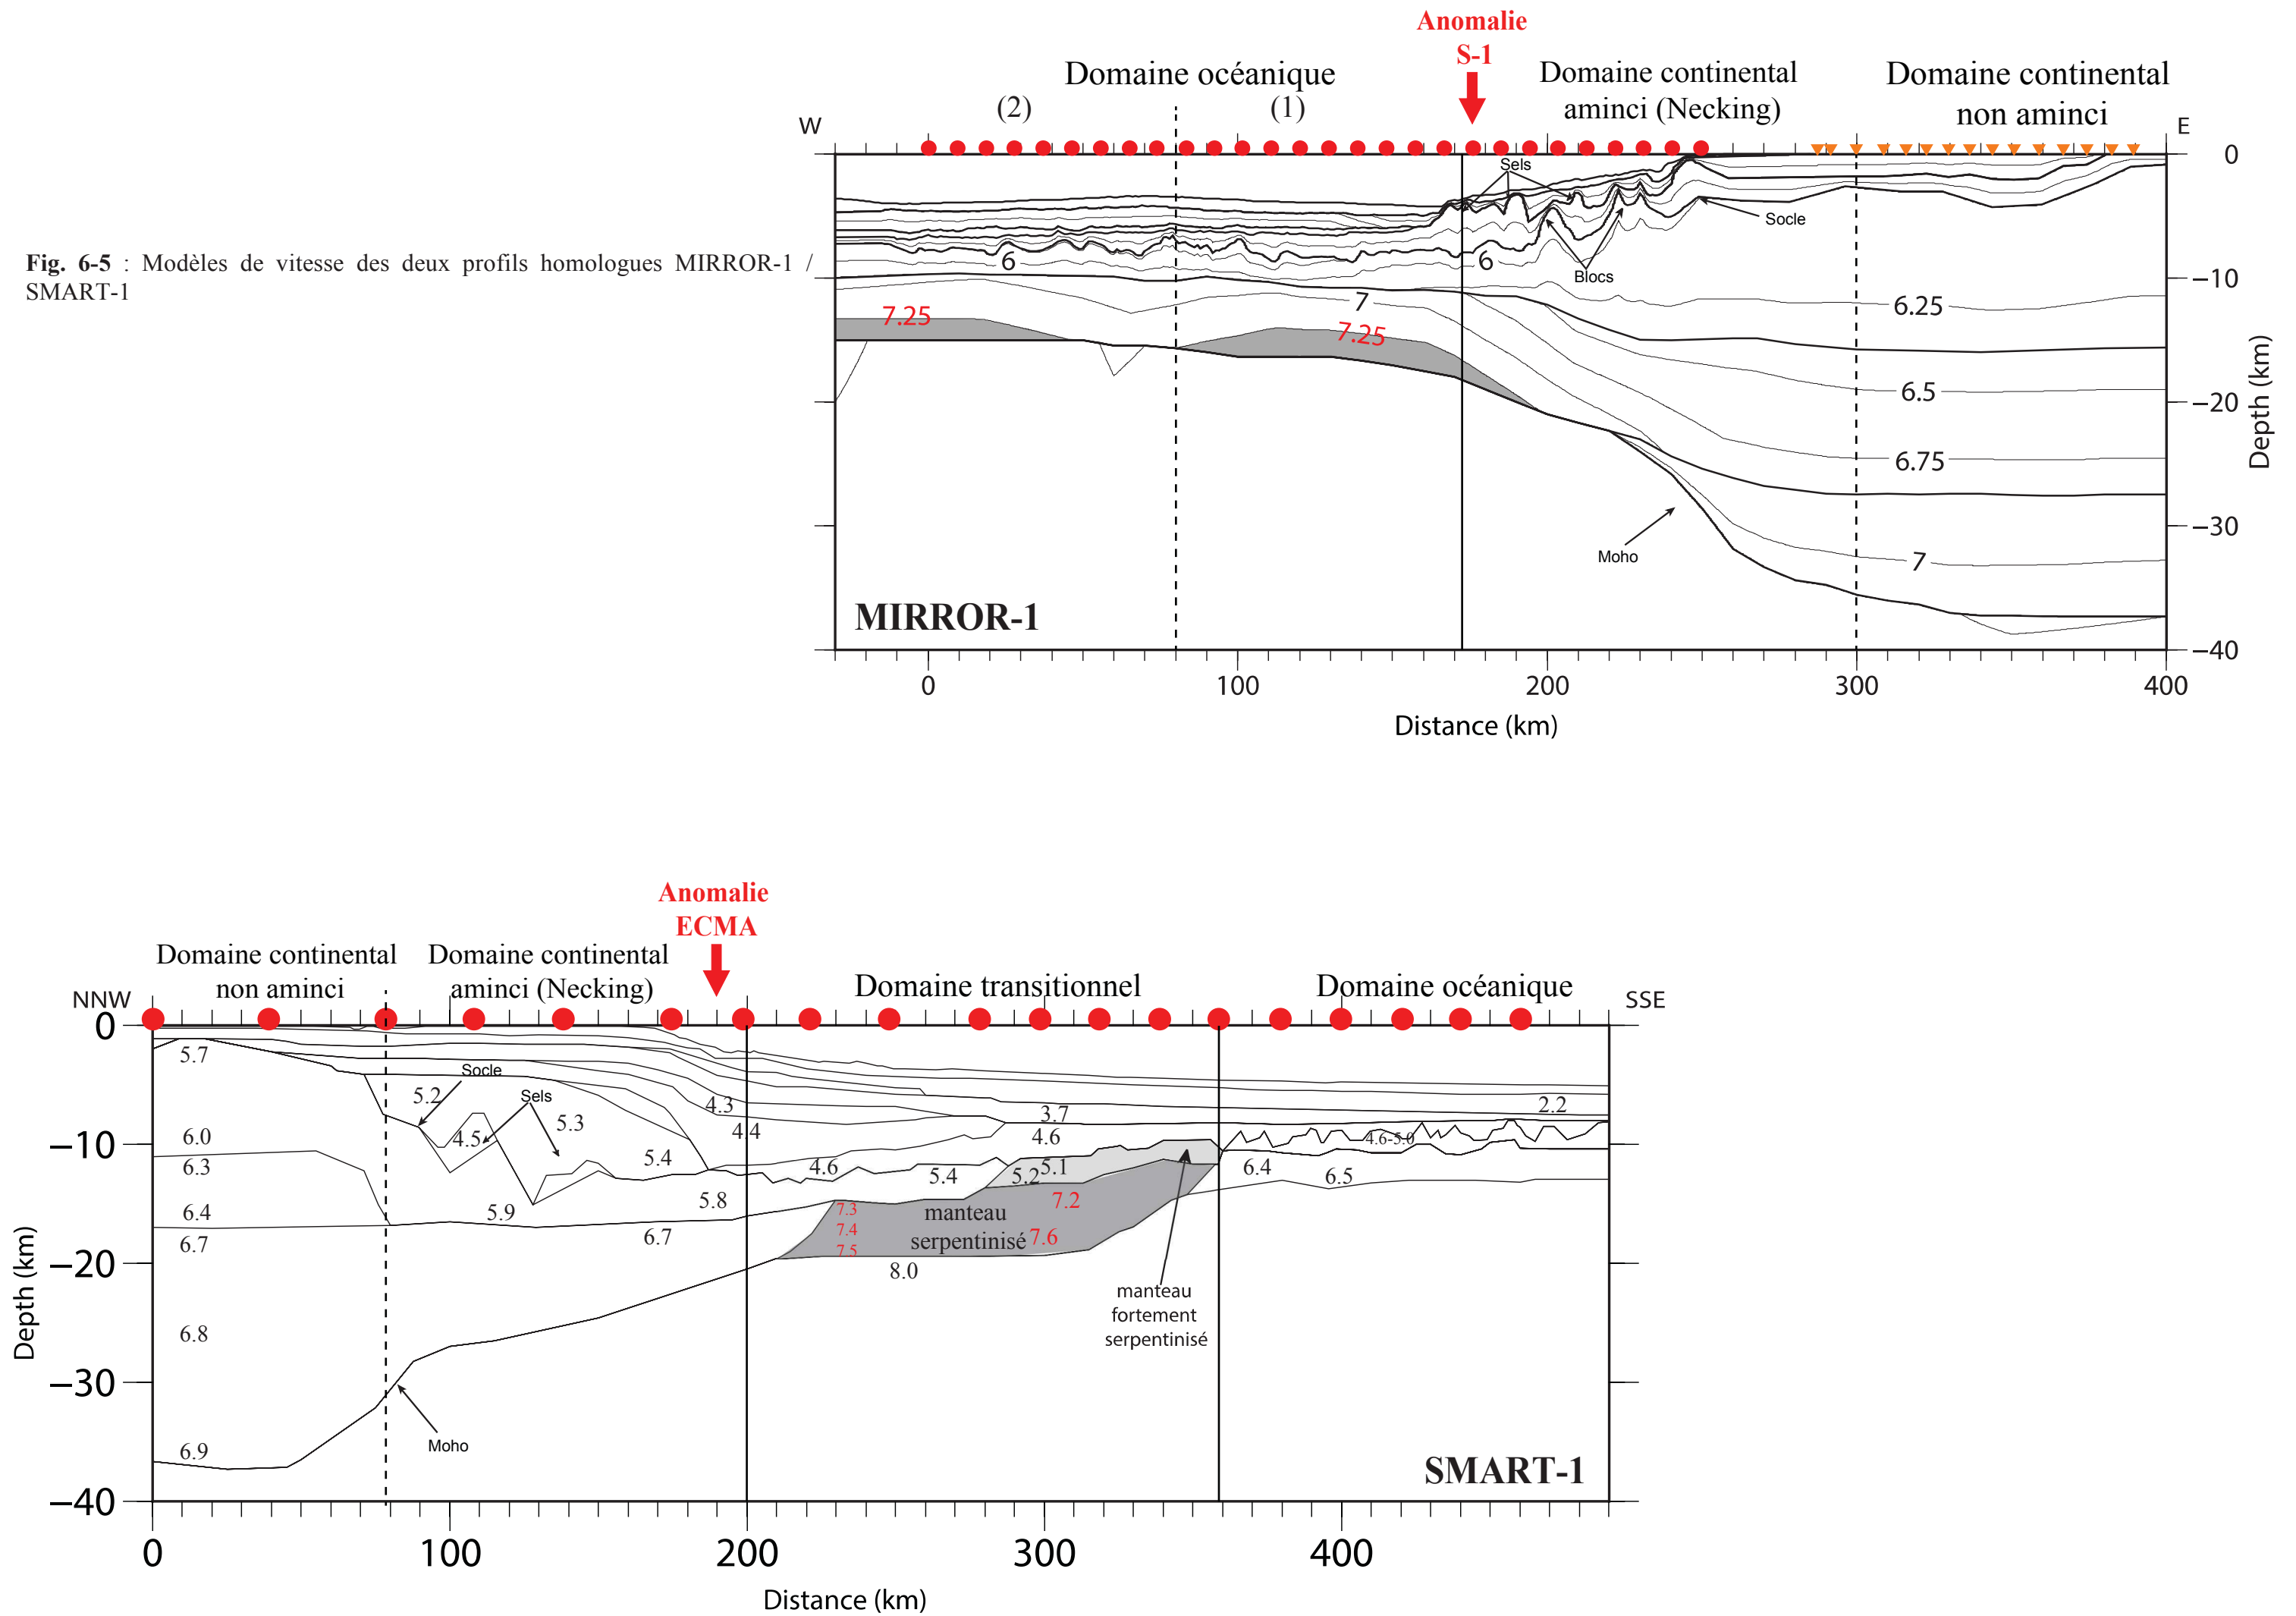 Fig. 6-5 : Modèles de vitesse des deux profils homologues MIRROR-1 /
SMART-1
Anomalie
S-1
Domaine océanique
(2)
(1)
Domaine continental
aminci (Necking)
Domaine continental
non aminci
W
E
Sels
Socle
Blocs
6
6
7
7.25
7.25
6.25
6.5
6.75
7
Moho
MIRROR-1
0
−10
−20
−30
−40
Depth (km)
0
100
200
300
400
Distance (km)
Anomalie
ECMA
Domaine continental
non aminci
Domaine continental
aminci (Necking)
Domaine transitionnel
Domaine océanique
NNW
SSE
0
−10
−20
−30
−40
Depth (km)
5.7
Socle
5.2
Sels
4.5
5.3
4.3
4.4
3.7
2.2
6.0
4.6
4.6-5.0
6.3
5.4
4.6
5.4
5.2
5.1
6.4
6.5
6.4
5.9
5.8
7.3
7.4
7.5
manteau
serpentinisé
7.2
7.6
6.7
6.7
8.0
manteau
fortement
serpentinisé
6.8
6.9
Moho
SMART-1
0
100
200
300
400
Distance (km)